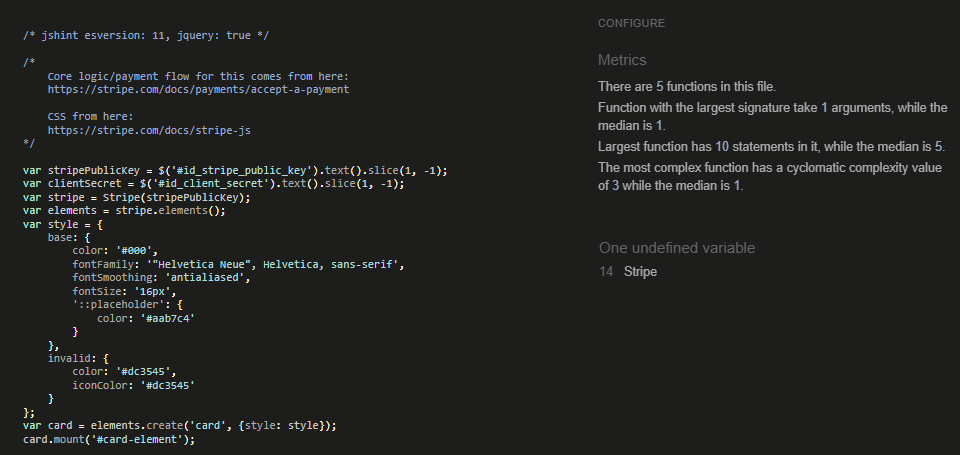 /* jshint esversion: 11, jquery: true */
/*
    Core logic/payment flow for this comes from here:
    https://stripe.com/docs/payments/accept-a-payment

    CSS from here:
    https://stripe.com/docs/stripe-js
*/
var stripePublicKey = $('#id_stripe_public_key').text().slice(1, -1);
var clientSecret = $('#id_client_secret').text().slice(1, -1);
var stripe = Stripe(stripePublicKey);
var elements = stripe.elements();
var style = {
    base: {
        color: '#000',
        fontFamily: '"Helvetica Neue", Helvetica, sans-serif',
        fontSmoothing: 'antialiased',
        fontSize: '16px',
        '::placeholder': {
            color: '#aab7c4'
        }
    },
    invalid: {
        color: '#dc3545',
        iconColor: '#dc3545'
    }
};
var card = elements.create('card', {style: style});
card.mount('#card-element');
CONFIGURE
Metrics
There are 5 functions in this file.
Function with the largest signature take 1 arguments, while the
median is 1.
Largest function has 10 statements in it, while the median is 5.
The most complex function has a cyclomatic complexity value
of 3 while the median is 1.
One undefined variable
14 Stripe